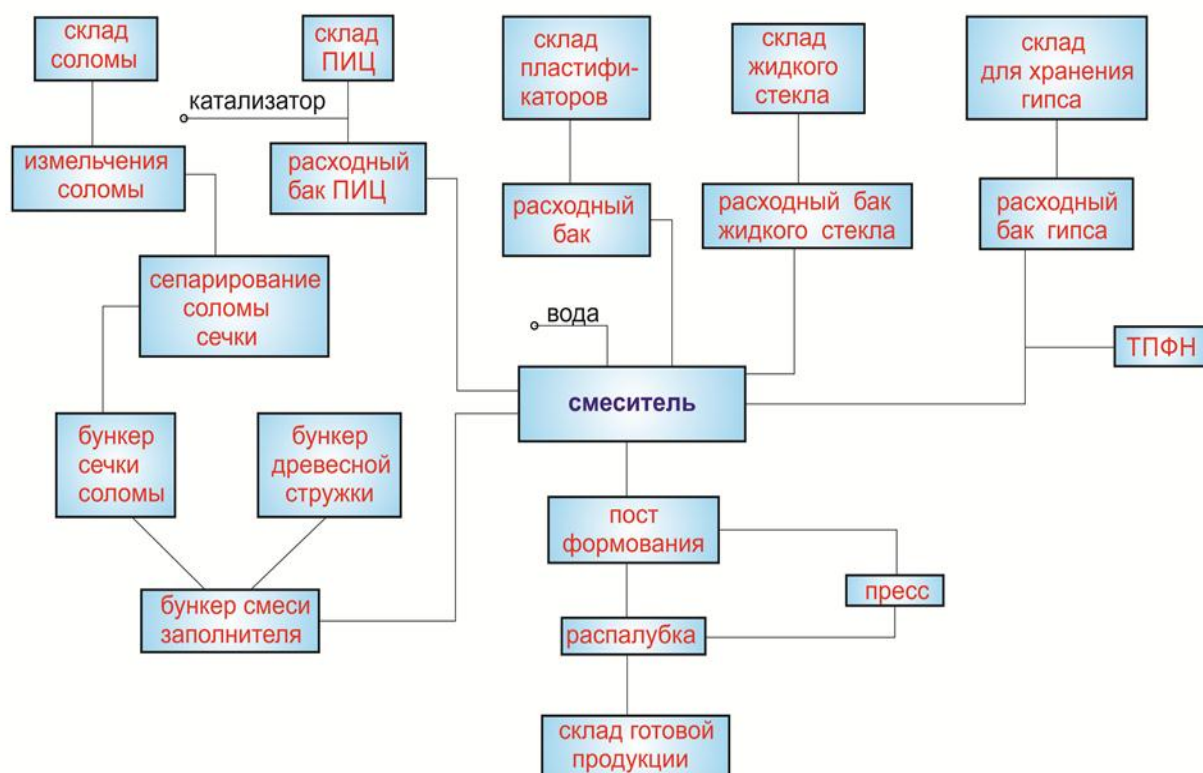 склад
соломы
склад
ПИЦ
склад
пластифи-
каторов
склад
жидкого
стекла
склад
для хранения
гипса
катализатор
измельчения
соломы
расходный
бак ПИЦ
расходный
бак
расходный бак
жидкого стекла
расходный
бак гипса
сепарирование
соломы
сечки
вода
ТПФН
смеситель
бункер
сечки
соломы
бункер
древесной
стружки
пост
формования
пресс
бункер смеси
заполнителя
распалубка
склад готовой
продукции